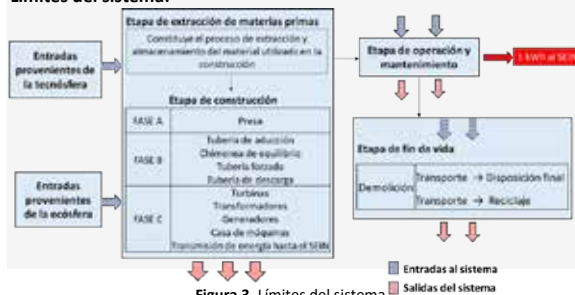 Límites del sistema:
Etapa de extracción de materias primas
Constituye el proceso de extracción y
almacenamiento del material utilizado en la
construcción
Entradas
provenientes de
la tecnósfera
Etapa de construcción
FASE A
Presa
FASE B
Tubería de aducción
Chimenea de equilibrio
Tubería forzada
Tubería de descarga
Entradas
provenientes
de la ecósfera
FASE C
Turbinas
Transformadores
Generadores
Casa de máquinas
Transmisión de energía hasta el SEIN
Etapa de operación y
mantenimiento
1 kWh al SEIN
Etapa de fin de vida
Demolición
Transporte → Disposición final
Transporte → Reciclaje
Entradas al sistema
Salidas del sistema
Figura 3. Límites del sistema